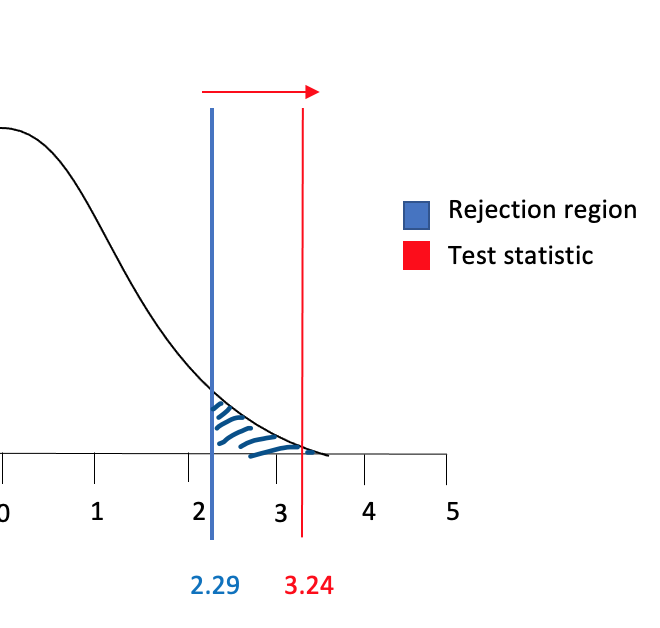 Rejection region
Test statistic
0 1 2 3 4 5
2.29 3.24